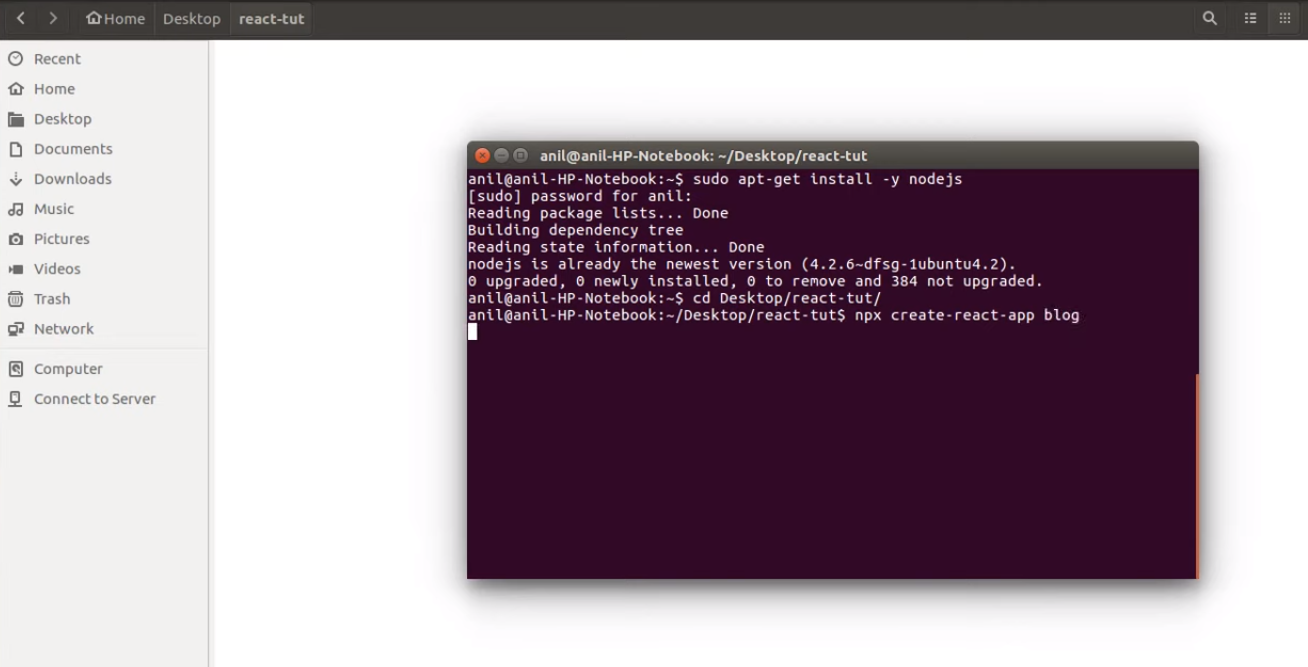 Home Desktop react-tut
Recent
Home
Desktop
Documents
Downloads
Music
Pictures
Videos
Trash
Network
Computer
Connect to Server
anil@anil-HP-Notebook: ~/Desktop/react-tut
anil@anil-HP-Notebook:~$ sudo apt-get install -y nodejs
[sudo] password for anil:
Reading package lists... Done
Building dependency tree
Reading state information... Done
nodejs is already the newest version (4.2.6~dfsg-1ubuntu4.2).
0 upgraded, 0 newly installed, 0 to remove and 384 not upgraded.
anil@anil-HP-Notebook:~$ cd Desktop/react-tut/
anil@anil-HP-Notebook:~/Desktop/react-tut$ npx create-react-app blog